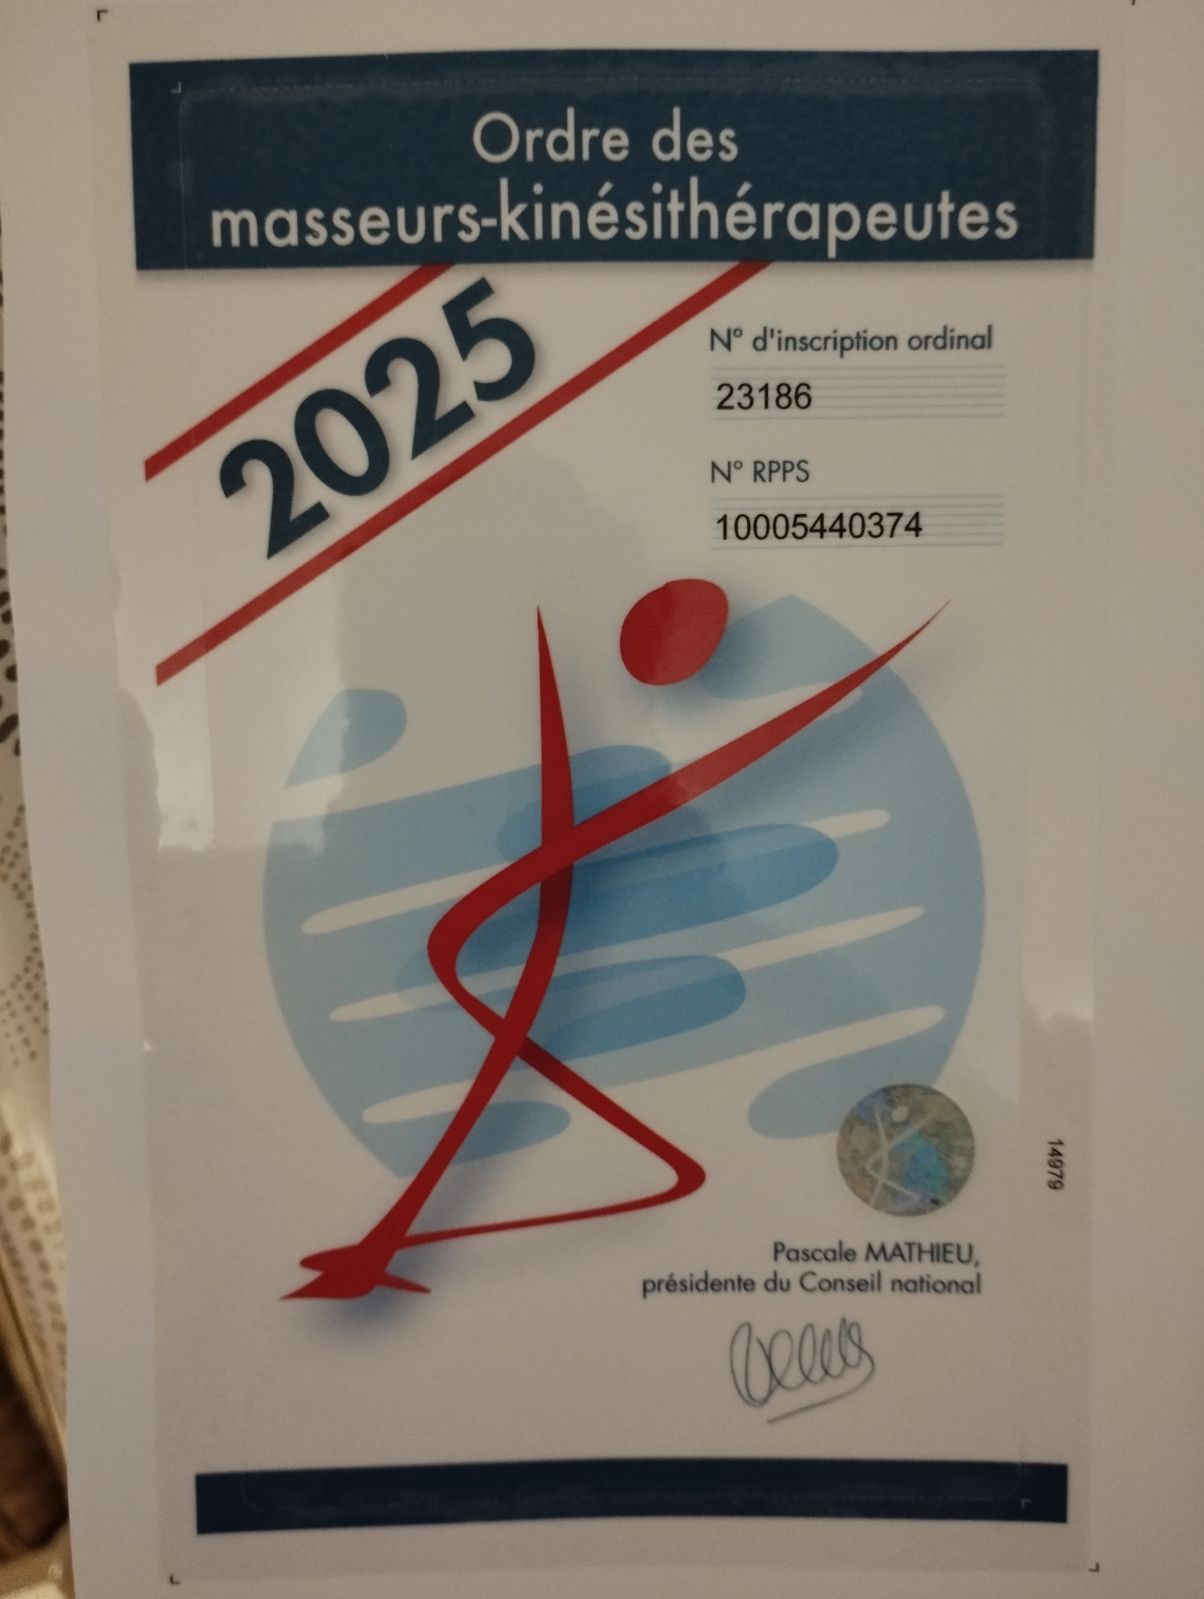 Ordre des
masseurs-kinésithérapeutes
2025
N° d'inscription ordinal
23186
N° RPPS
10005440374
14979
Pascale MATHIEU,
présidente du Conseil national